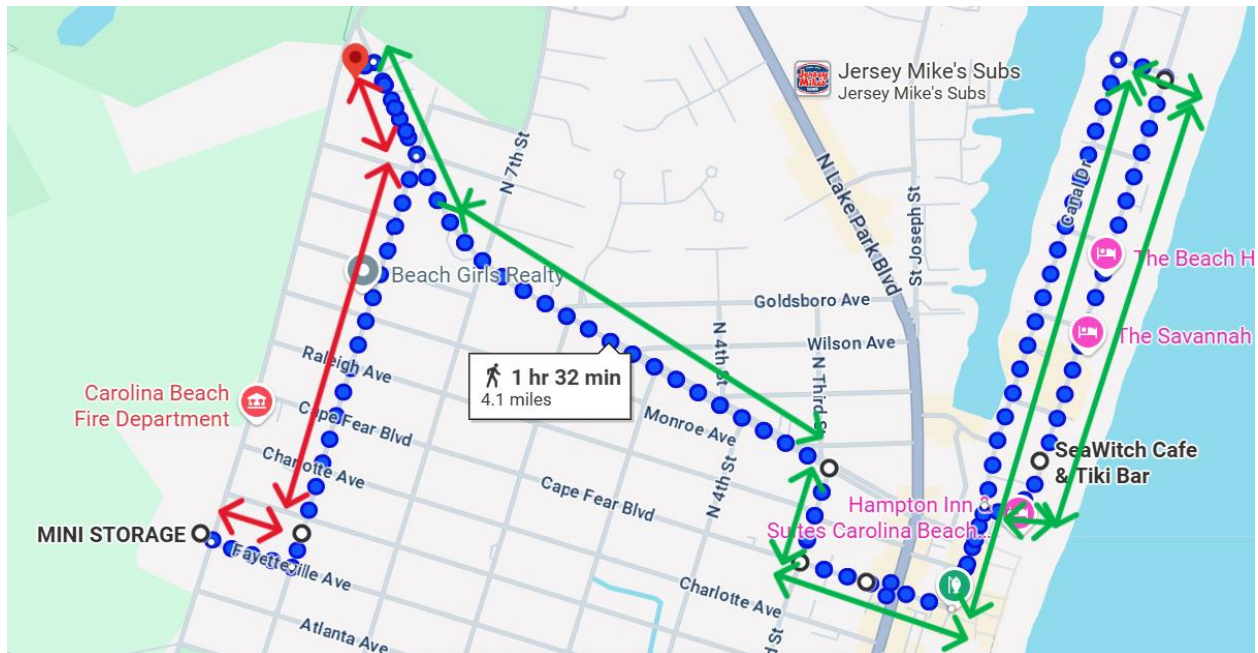 Jersey Mike's Subs
Jersey Mike's Subs
N 7th St
N Lake Park Blvd
St Joseph St
Canal Dr
Beach Girls Realty
The Beach H
Goldsboro Ave
N 4th St
Wilson Ave
The Savannah
Raleigh Ave
1 hr 32 min
4.1 miles
N Third S
Carolina Beach
Fire Department
Cape Fear Blvd
Monroe Ave
SeaWitch Cafe
& Tiki Bar
Charlotte Ave
Cape Fear Blvd
N 4th St
Hampton Inn &
Suites Carolina Beach...
MINI STORAGE
Fayetteville Ave
Charlotte Ave
Atlanta Ave
d St